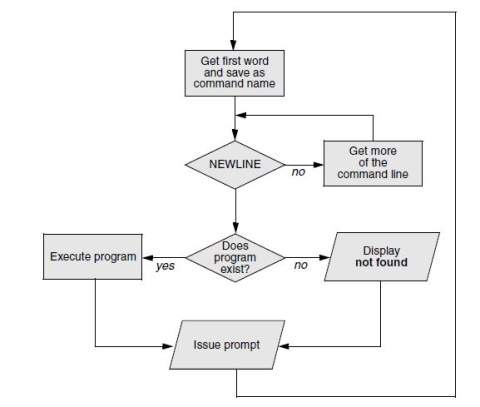 Get first word
and save as
command name
NEWLINE
no
Get more
of the
command line
Does
program
exist?
yes
no
Execute program
Display
not found
Issue prompt